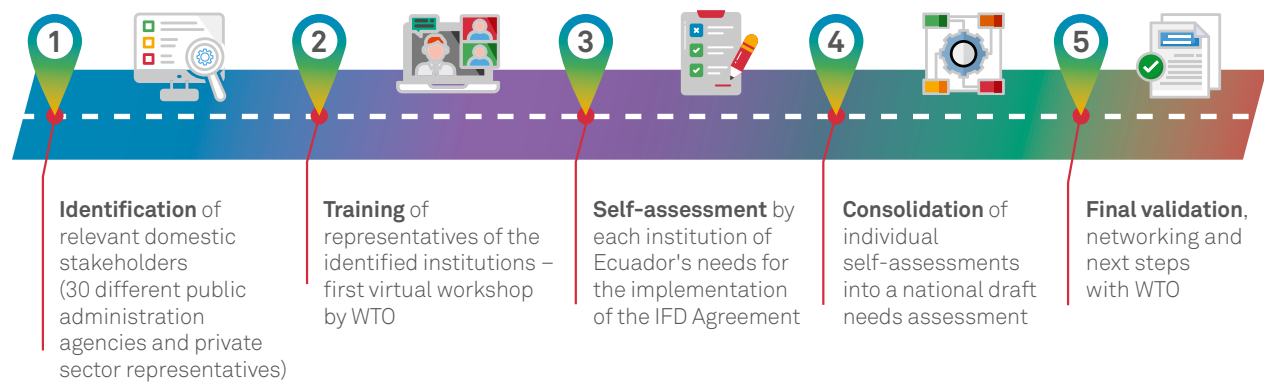 1
Identification of
relevant domestic
stakeholders
(30 different public
administration
agencies and private
sector representatives)
2
Training of
representatives of the
identified institutions –
first virtual workshop
by WTO
3
Self-assessment by
each institution of
Ecuador's needs for
the implementation
of the IFD Agreement
4
Consolidation of
individual
self-assessments
into a national draft
needs assessment
5
Final validation,
networking and
next steps
with WTO